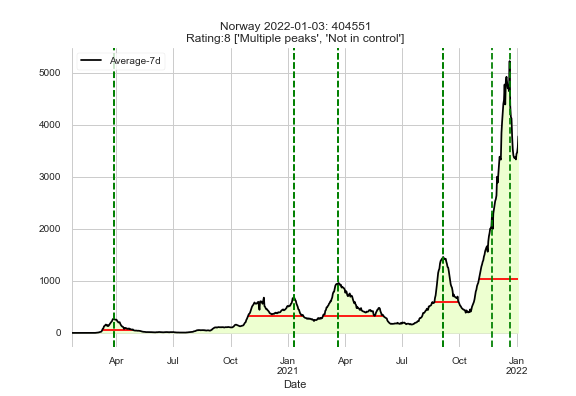 Norway 2022-01-03: 404551
Rating:8 ['Multiple peaks', 'Not in control']
Average-7d
5000
4000
3000
2000
1000
0
Apr Jul Oct Jan Apr Jul Oct Jan
2021 2022
Date